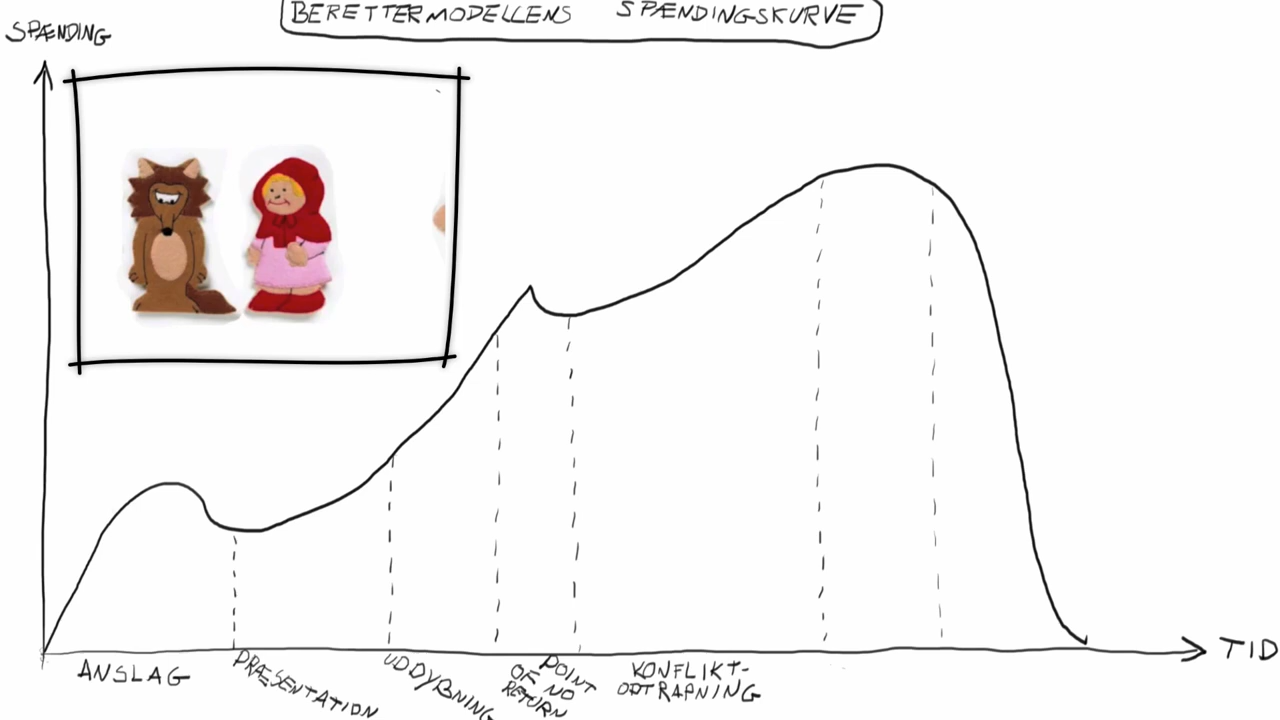 BERETTERMODELLENS SPÆNDINGSKURVE
SPÆNDING
TID
ANSLAG
PRÆSENTATION
UDDYBNING
POINT
OF NO
RETURN
KONFLIKT-
OPTRAPNING